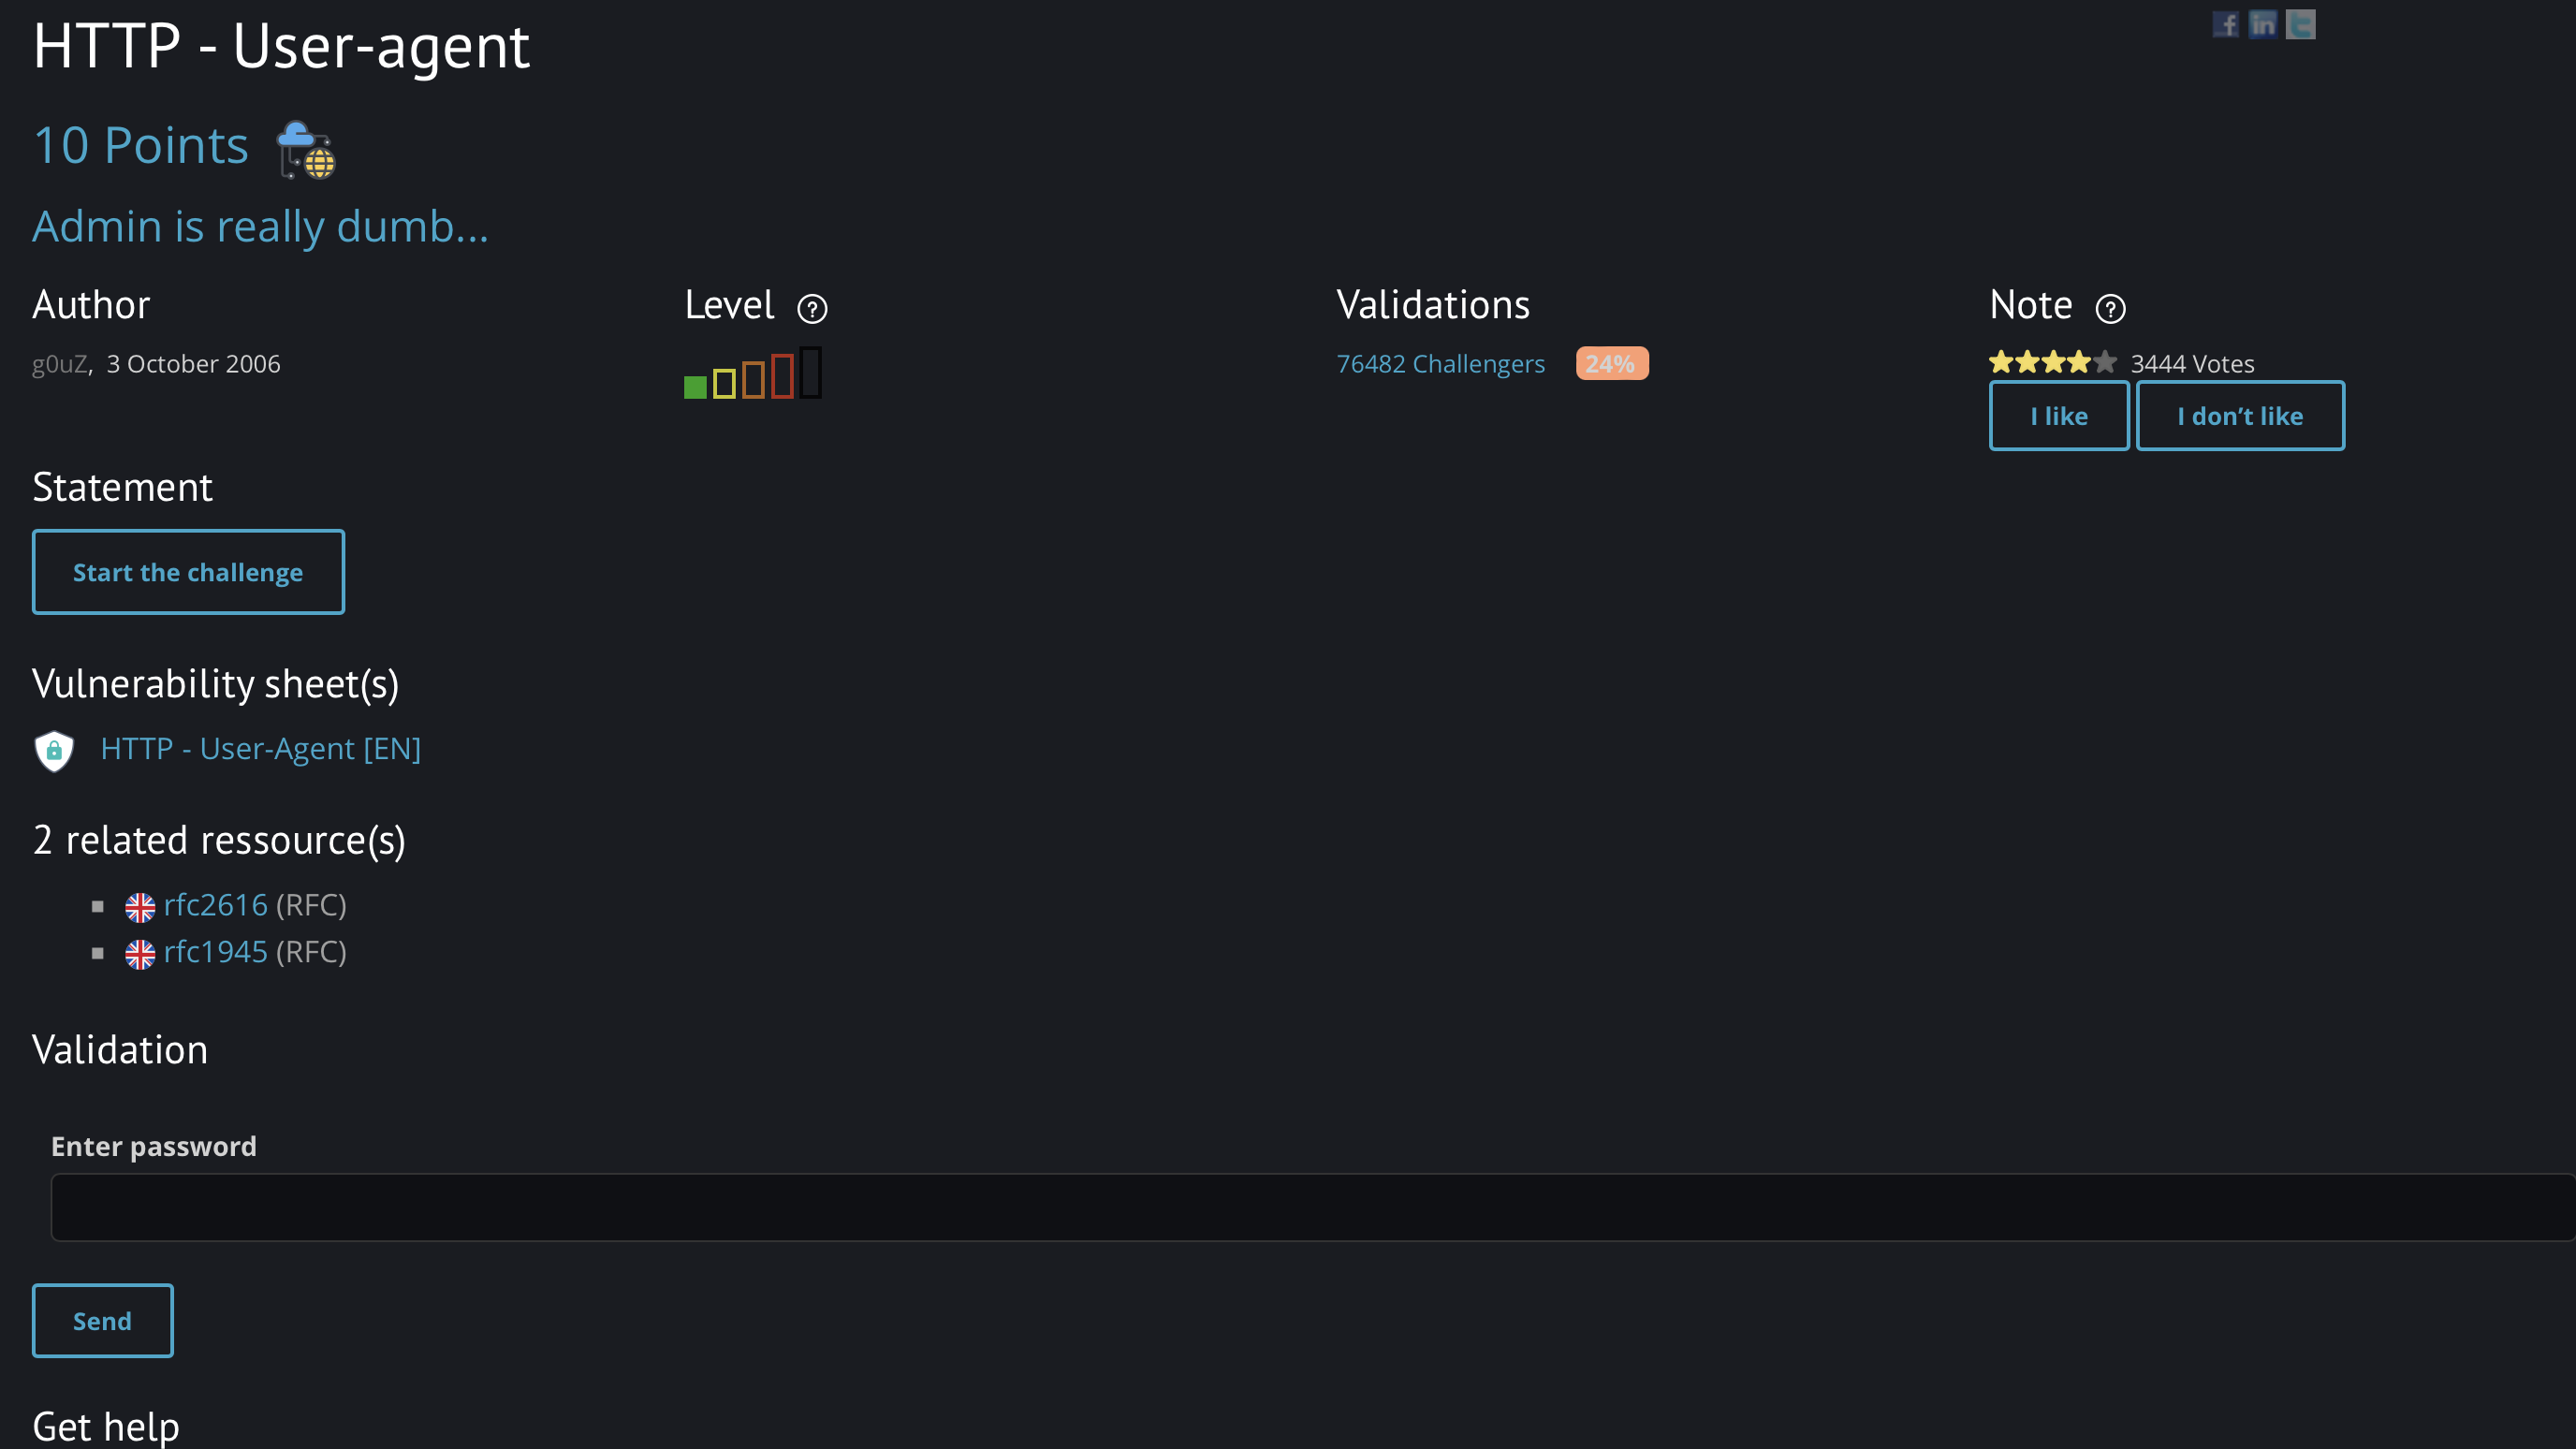 HTTP - User-agent
10 Points
Admin is really dumb...
Author
g0uZ, 3 October 2006
Level ?
Validations
76482 Challengers 24%
Note ?
3444 Votes
I like
I don’t like
Statement
Start the challenge
Vulnerability sheet(s)
HTTP - User-Agent [EN]
2 related ressource(s)
rfc2616 (RFC)
rfc1945 (RFC)
Validation
Enter password
Send
Get help